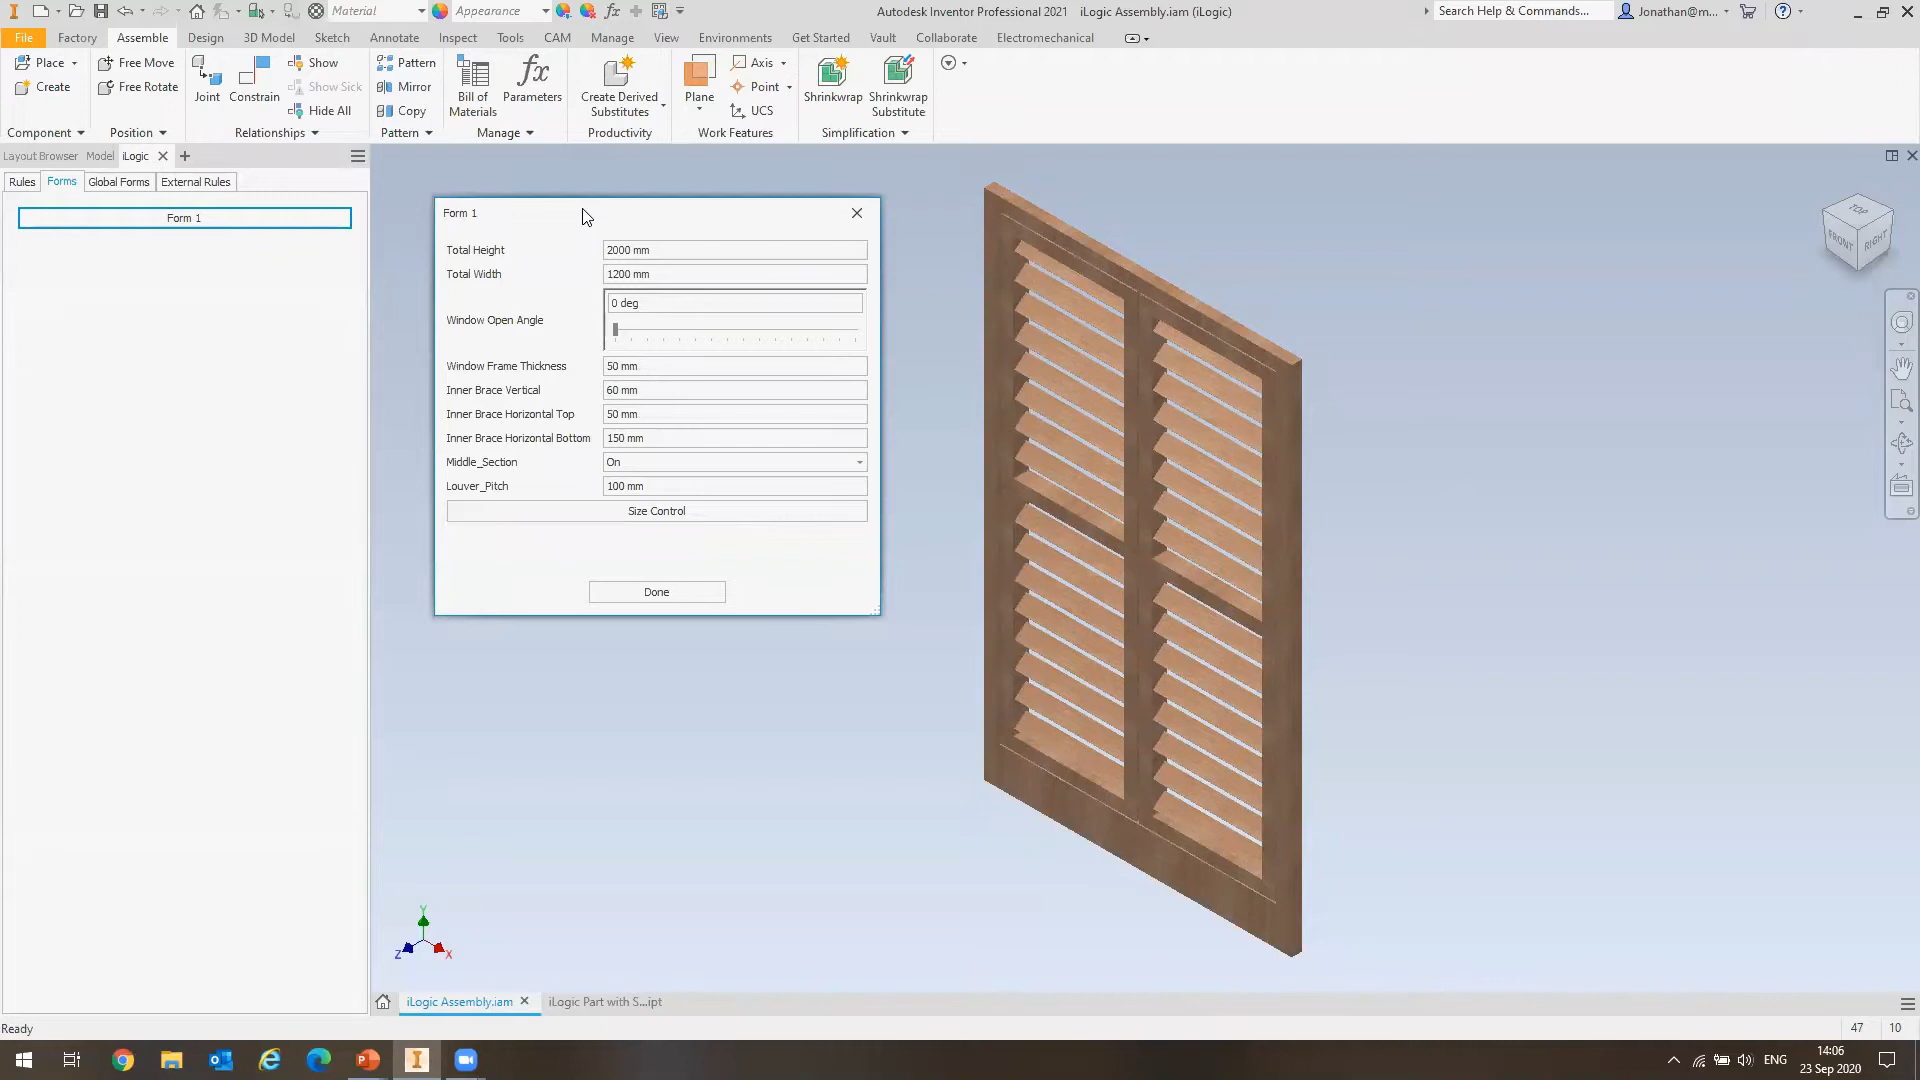 Material
Appearance
Autodesk Inventor Professional 2021 iLogic Assembly.iam (iLogic)
Search Help & Commands...
Jonathan@m...
File Factory Assemble Design 3D Model Sketch Annotate Inspect Tools CAM Manage View Environments Get Started Vault Collaborate Electromechanical
Place Free Move Show Pattern Axis
Create Free Rotate Show Sick Mirror Point
Joint Constrain Hide All Copy Bill of Materials Parameters Create Derived Substitutes Plane UCS Shrinkwrap Shrinkwrap Substitute
Component Position Relationships Pattern Manage Productivity Work Features Simplification
Layout Browser Model iLogic
Rules Forms Global Forms External Rules
Form 1
Form 1
Total Height 2000 mm
Total Width 1200 mm
0 deg
Window Open Angle
Window Frame Thickness 50 mm
Inner Brace Vertical 60 mm
Inner Brace Horizontal Top 50 mm
Inner Brace Horizontal Bottom 150 mm
Middle_Section On
Louver_Pitch 100 mm
Size Control
Done
TOP
FRONT RIGHT
Y
Z X
iLogic Assembly.iam iLogic Part with S...ipt
Ready
47 10
ENG
14:06
23 Sep 2020